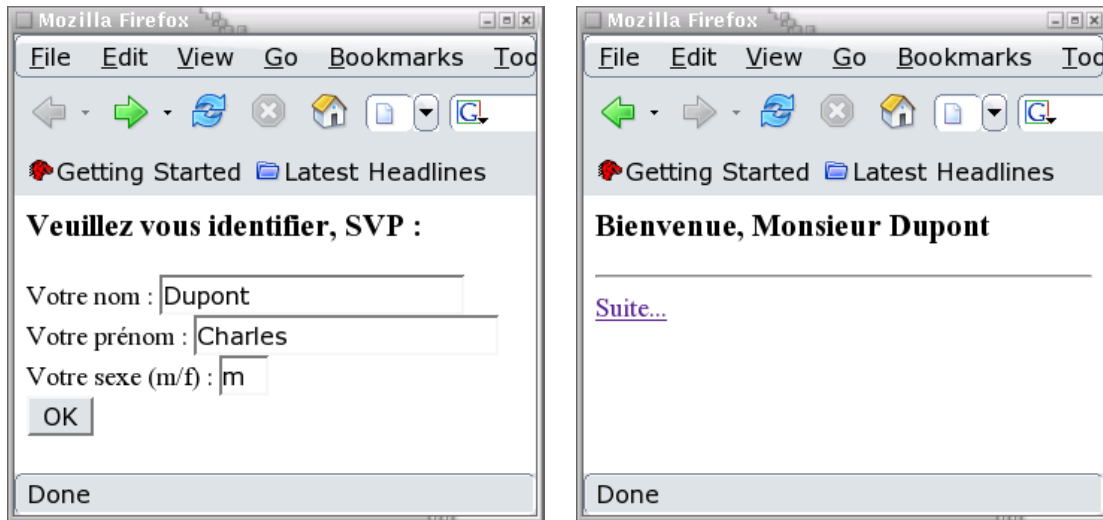 Mozilla Firefox
File Edit View Go Bookmarks Too
G
Getting Started Latest Headlines
Veuillez vous identifier, SVP :
Votre nom : Dupont
Votre prénom : Charles
Votre sexe (m/f) : m
OK
Done
Mozilla Firefox
File Edit View Go Bookmarks Too
G
Getting Started Latest Headlines
Bienvenue, Monsieur Dupont
Suite...
Done